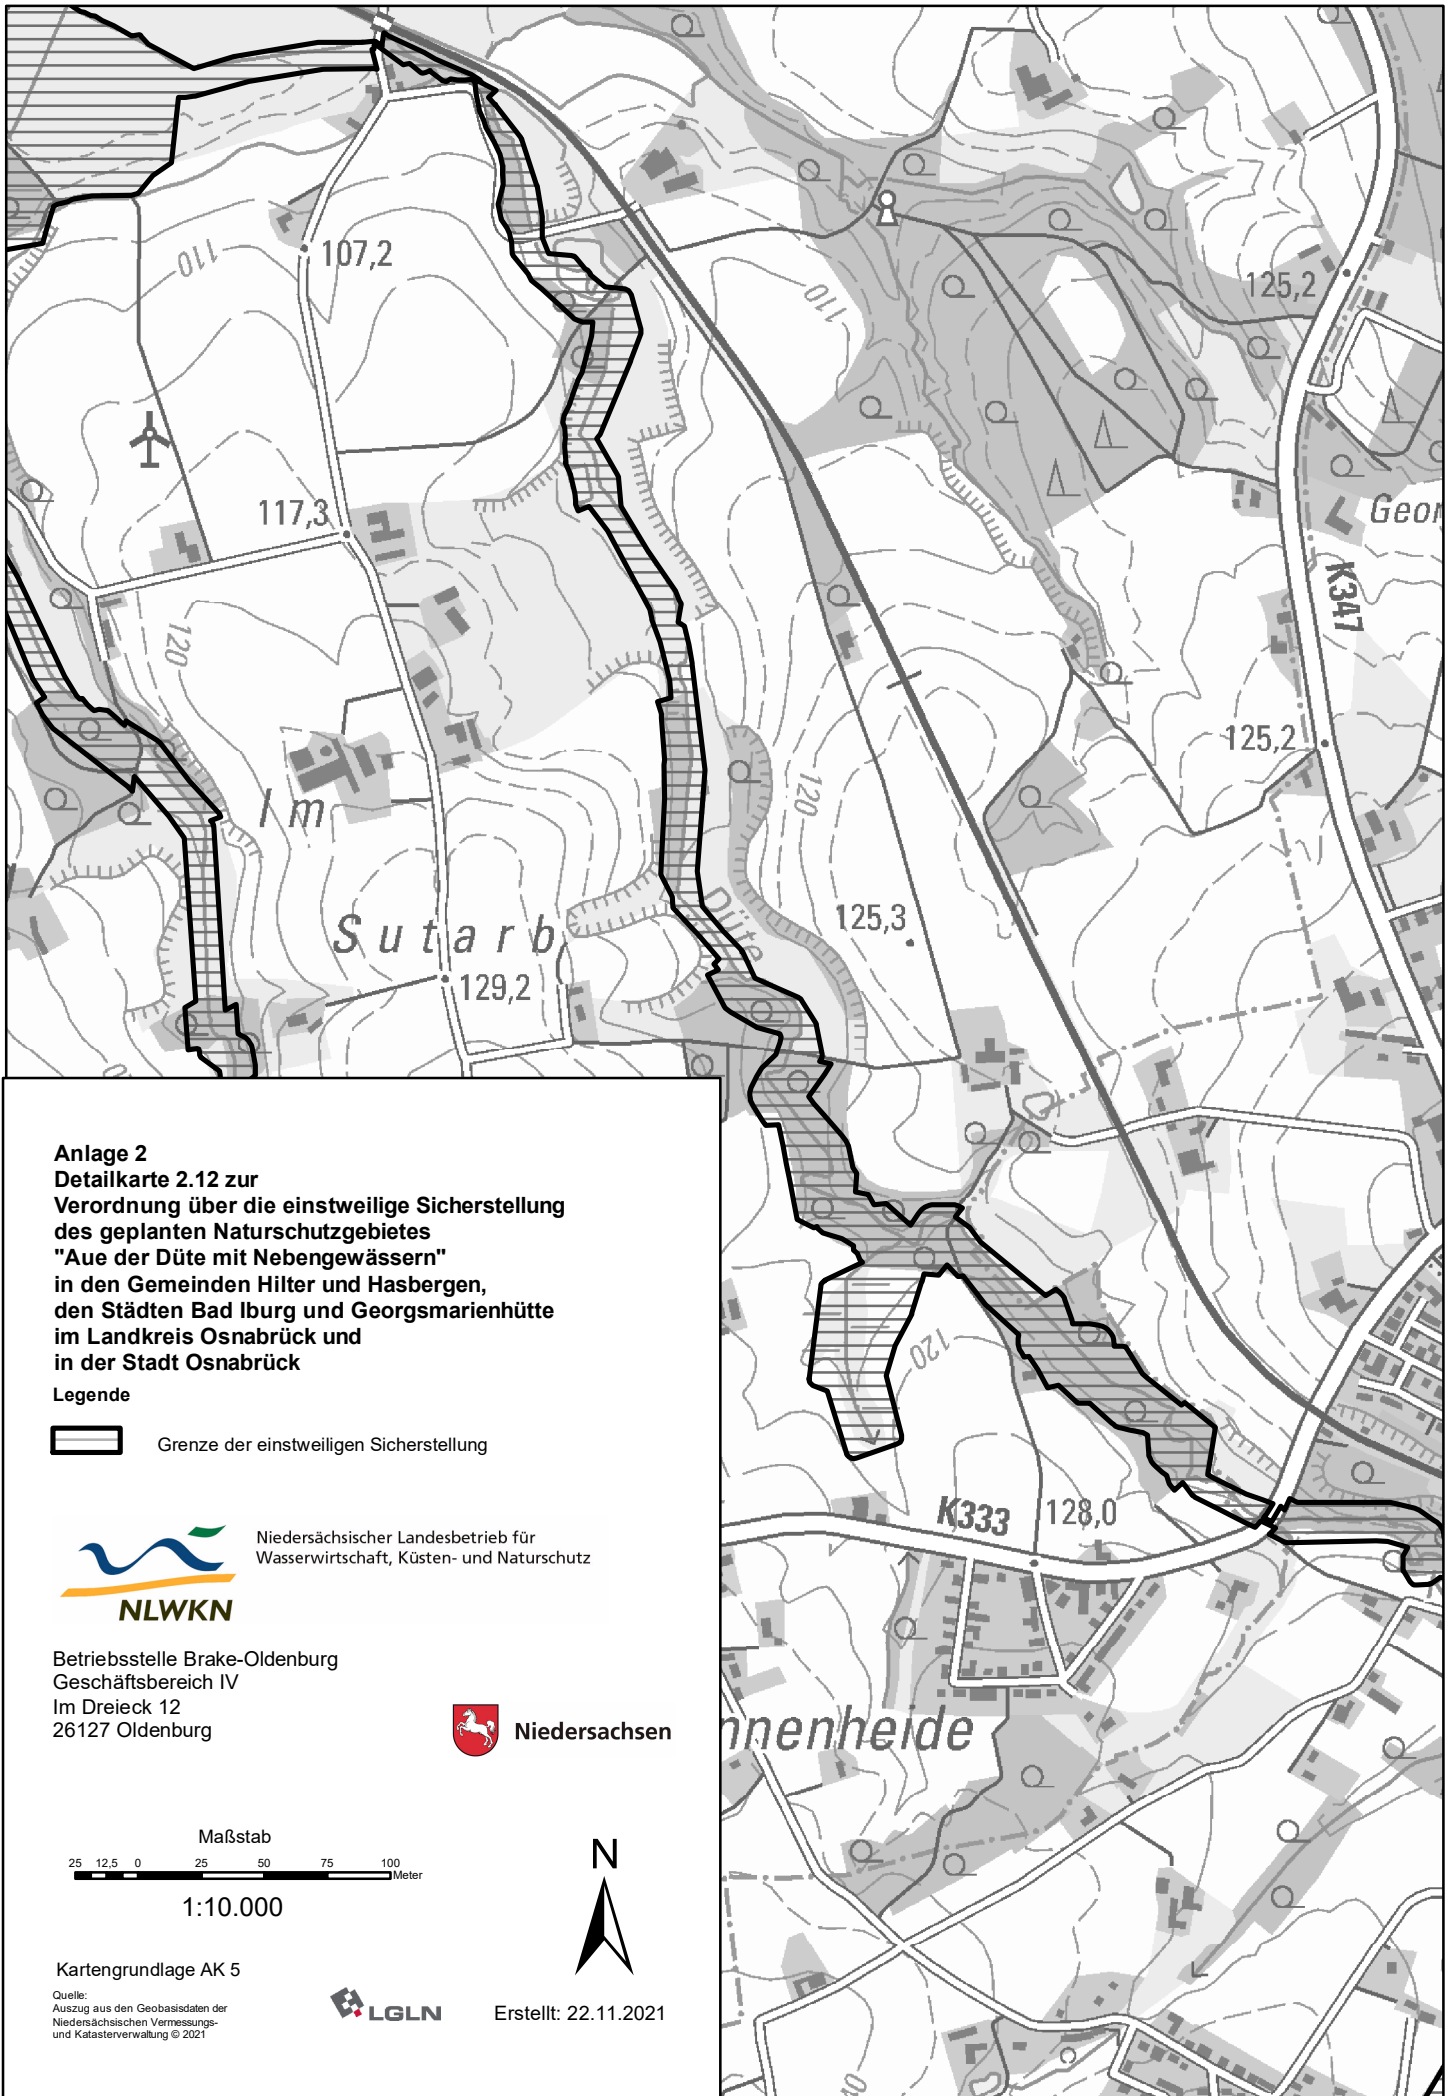 110
107,2
110
125,2
117,3
Geor
K347
120
125,2
Im
120
Düte
125,3
Sutarb
129,2
120
K333
128,0
nnenheide
Anlage 2
Detailkarte 2.12 zur
Verordnung über die einstweilige Sicherstellung
des geplanten Naturschutzgebietes
"Aue der Düte mit Nebengewässern"
in den Gemeinden Hilter und Hasbergen,
den Städten Bad Iburg und Georgsmarienhütte
im Landkreis Osnabrück und
in der Stadt Osnabrück
Legende
Grenze der einstweiligen Sicherstellung
Niedersächsischer Landesbetrieb für
Wasserwirtschaft, Küsten- und Naturschutz
NLWKN
Betriebsstelle Brake-Oldenburg
Geschäftsbereich IV
Im Dreieck 12
26127 Oldenburg
Niedersachsen
Maßstab
25 12,5 0 25 50 75 100
Meter
1:10.000
N
Kartengrundlage AK 5
Quelle:
Auszug aus den Geobasisdaten der
Niedersächsischen Vermessungs-
und Katasterverwaltung © 2021
LGLN
Erstellt: 22.11.2021